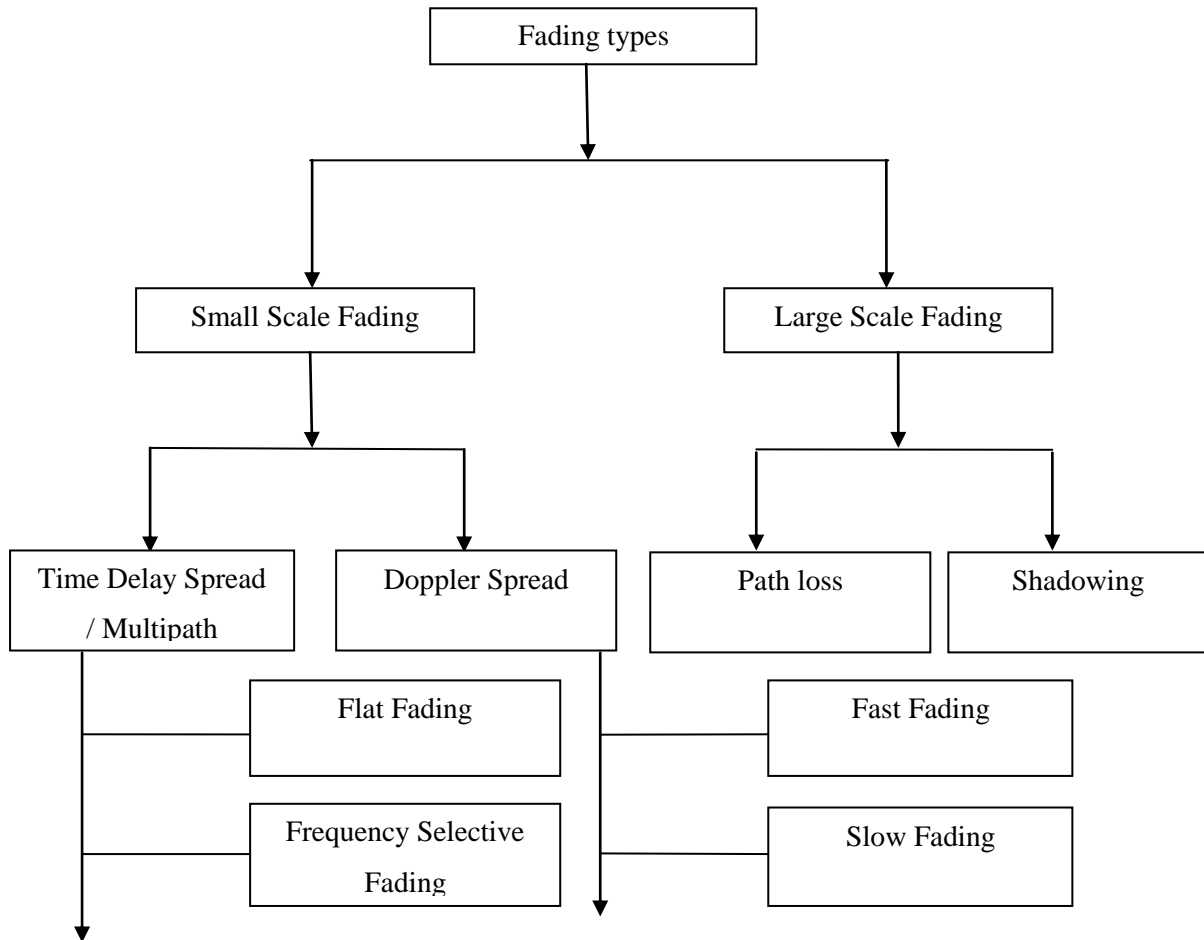 Fading types
Small Scale Fading
Large Scale Fading
Time Delay Spread
/ Multipath
Doppler Spread
Path loss
Shadowing
Flat Fading
Fast Fading
Frequency Selective
Fading
Slow Fading